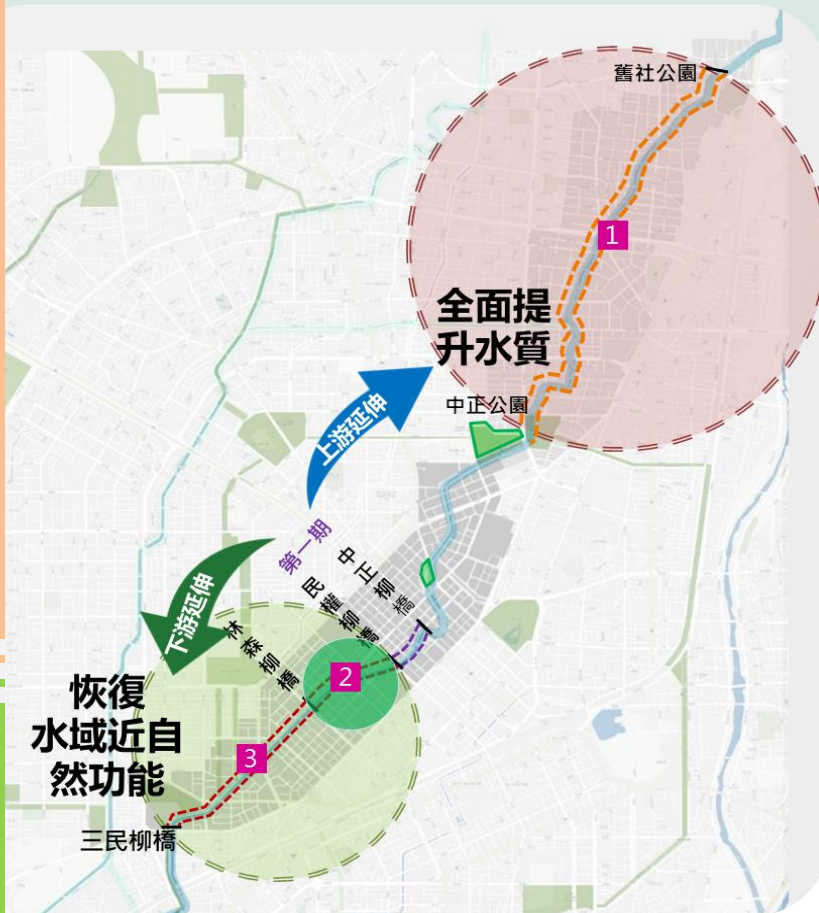 舊社公園
1
全面提
升水質
中正公園
上游延伸
第一期
中正柳橋
民權柳橋
下游延伸
林森柳橋
2
恢復
水域近自
然功能
3
三民柳橋